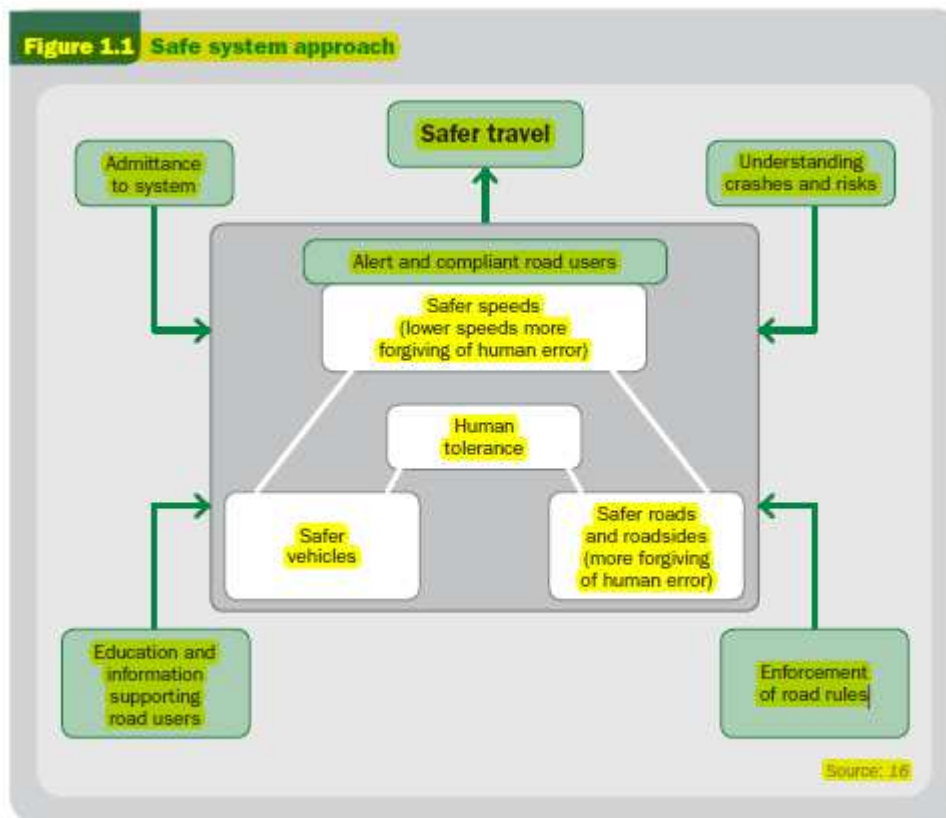 Figure 1.1 Safe system approach
Safer travel
Admittance
to system
Understanding
crashes and risks
Alert and compliant road users
Safer speeds
(lower speeds more
forgiving of human error)
Human
tolerance
Safer
vehicles
Safer roads
and roadsides
(more forgiving
of human error)
Education and
information
supporting
road users
Enforcement
of road rules
Source: 16